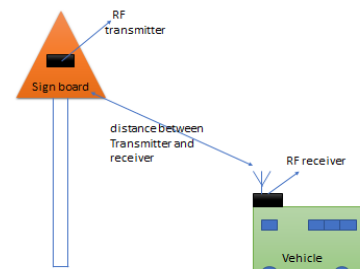 RF
transmitter
Sign board
distance between
Transmitter and
receiver
RF receiver
Vehicle